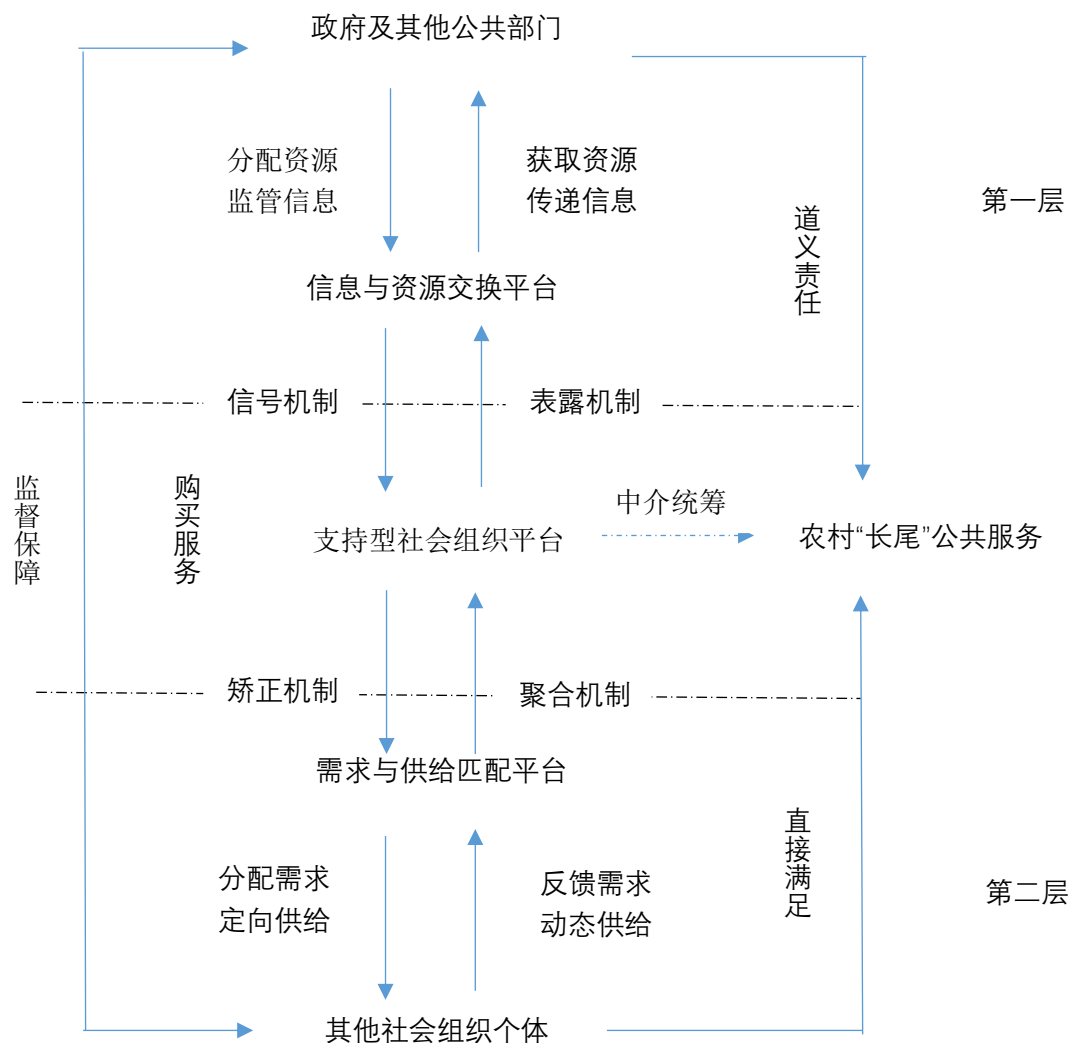 政府及其他公共部门
分配资源
监管信息
获取资源
传递信息
第一层
道义责任
信息与资源交换平台
信号机制
表露机制
监督保障
购买服务
中介统筹
支持型社会组织平台
农村“长尾”公共服务
矫正机制
聚合机制
需求与供给匹配平台
直接满足
分配需求
定向供给
反馈需求
动态供给
第二层
其他社会组织个体